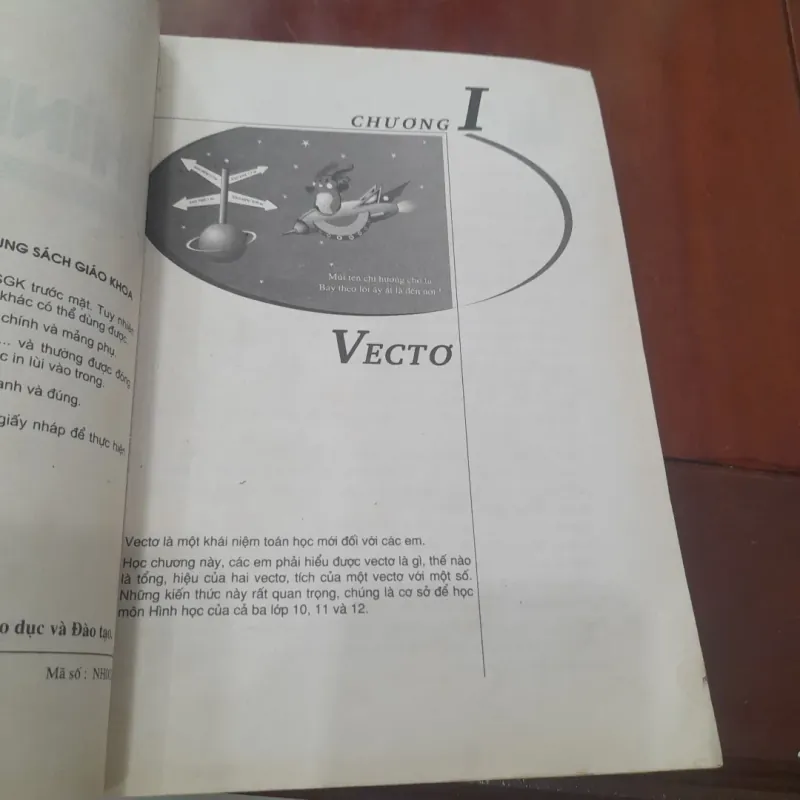 UNG SÁCH GIÁO KHOA
SGK trước mặt. Tuy nhiên
khác có thể dùng được.
chính và mảng phụ.
... và thường được đóng
c in lùi vào trong.
anh và đúng.
giấy nháp để thực hiện
o dục và Đào tạo.
Mã số :
CHƯƠNG I
Mũi tên chỉ hướng cho ta
Bay theo lối ấy ắt là đến nơi !
VECTƠ
Vectơ là một khái niệm toán học mới đối với các em.
Học chương này, các em phải hiểu được vectơ là gì, thế nào
là tổng, hiệu của hai vectơ, tích của một vectơ với một số.
Những kiến thức này rất quan trọng, chúng là cơ sở để học
môn Hình học của cả ba lớp 10, 11 và 12.